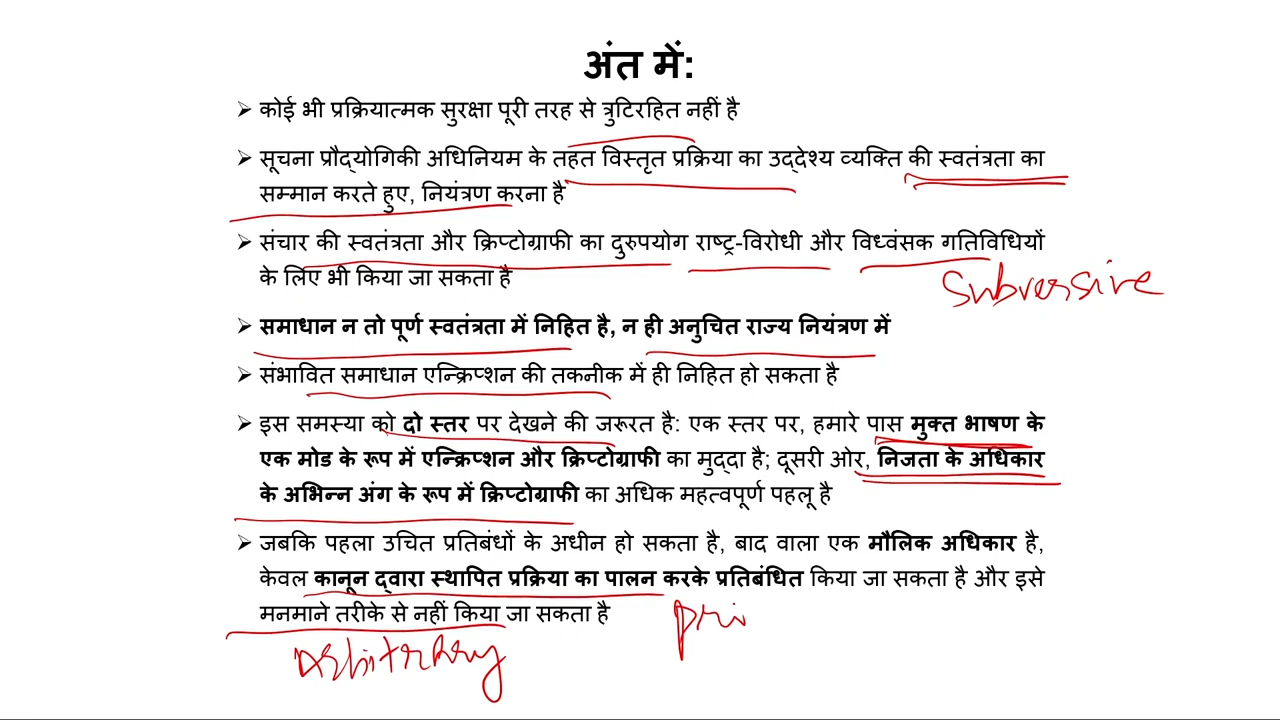 अंत में:
➢ कोई भी प्रक्रियात्मक सुरक्षा पूरी तरह से त्रुटिरहित नहीं है
➢ सूचना प्रौद्योगिकी अधिनियम के तहत विस्तृत प्रक्रिया का उद्देश्य व्यक्ति की स्वतंत्रता का
सम्मान करते हुए, नियंत्रण करना है
➢ संचार की स्वतंत्रता और क्रिप्टोग्राफी का दुरुपयोग राष्ट्र-विरोधी और विध्वंसक गतिविधियों
के लिए भी किया जा सकता है
Subversive
➢ समाधान न तो पूर्ण स्वतंत्रता में निहित है, न ही अनुचित राज्य नियंत्रण में
➢ संभावित समाधान एन्क्रिप्शन की तकनीक में ही निहित हो सकता है
➢ इस समस्या को दो स्तर पर देखने की जरूरत है: एक स्तर पर, हमारे पास मुक्त भाषण के
एक मोड के रूप में एन्क्रिप्शन और क्रिप्टोग्राफी का मुद्दा है; दूसरी ओर, निजता के अधिकार
के अभिन्न अंग के रूप में क्रिप्टोग्राफी का अधिक महत्वपूर्ण पहलू है
➢ जबकि पहला उचित प्रतिबंधों के अधीन हो सकता है, बाद वाला एक मौलिक अधिकार है,
केवल कानून द्वारा स्थापित प्रक्रिया का पालन करके प्रतिबंधित किया जा सकता है और इसे
मनमाने तरीके से नहीं किया जा सकता है
pri
Arbitrary